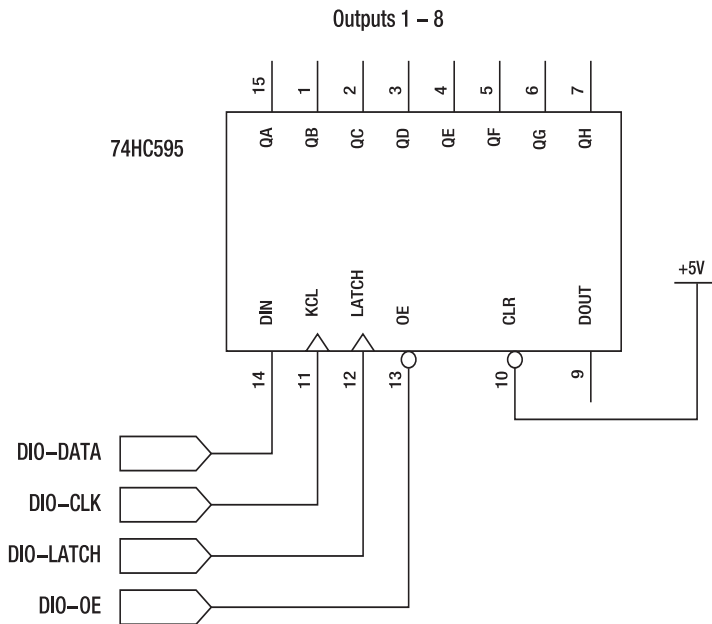 Outputs 1 – 8
15 1 2 3 4 5 6 7
74HC595
QA QB QC QD QE QF QG QH
+5V
DIN KCL LATCH OE CLR DOUT
14 11 12 13 10 9
DIO–DATA
DIO–CLK
DIO–LATCH
DIO–OE